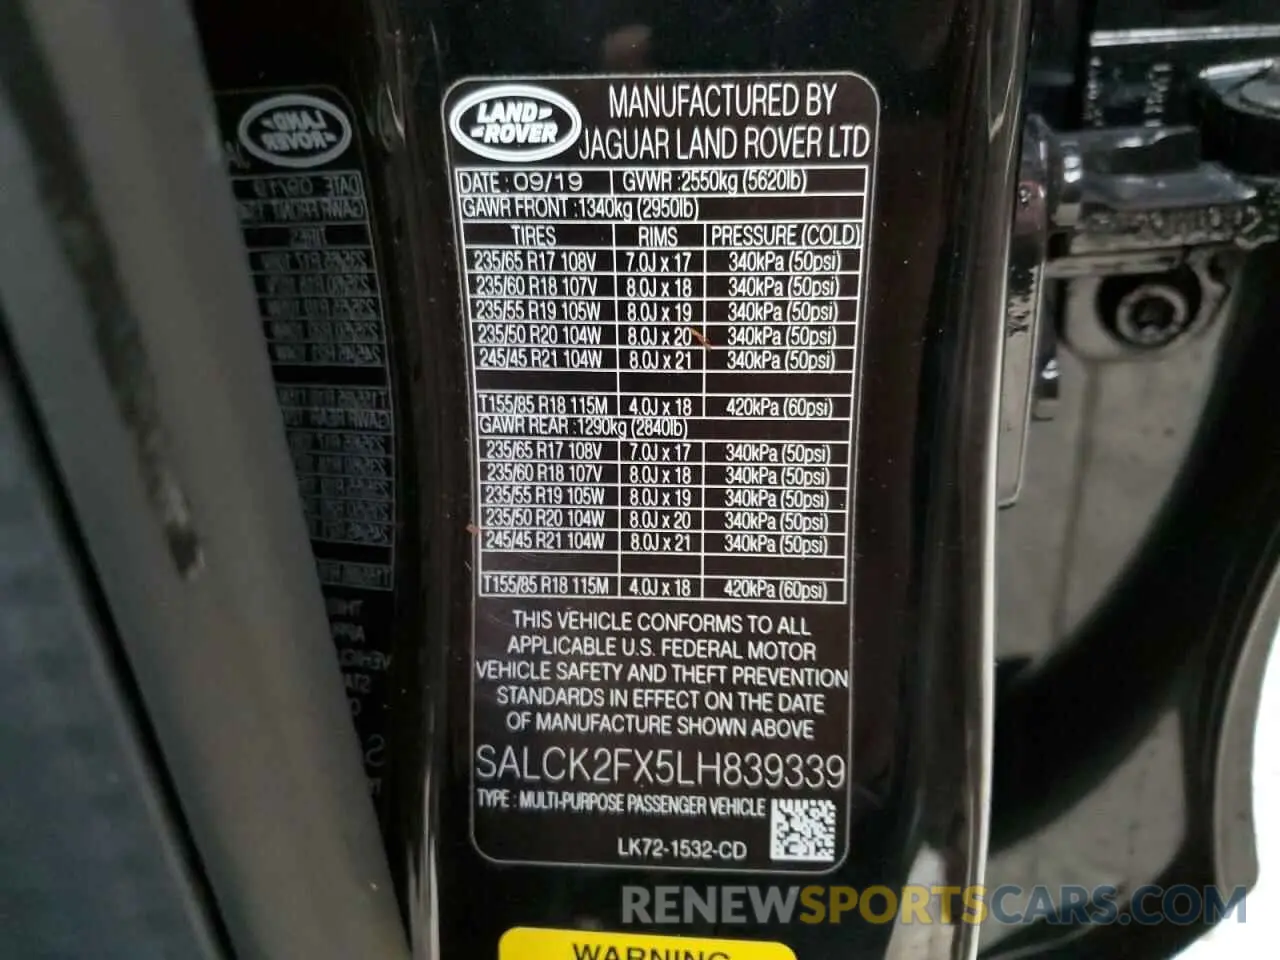 LAND
ROVER
MANUFACTURED BY
JAGUAR LAND ROVER LTD
DATE : 09/19 GVWR :2550kg (5620lb)
GAWR FRONT :1340kg (2950lb)
TIRES RIMS PRESSURE (COLD)
235/65 R17 108V 7.0J x 17 340kPa (50psi)
235/60 R18 107V 8.0J x 18 340kPa (50psi)
235/55 R19 105W 8.0J x 19 340kPa (50psi)
235/50 R20 104W 8.0J x 20 340kPa (50psi)
245/45 R21 104W 8.0J x 21 340kPa (50psi)
T155/85 R18 115M 4.0J x 18 420kPa (60psi)
GAWR REAR :1290kg (2840lb)
235/65 R17 108V 7.0J x 17 340kPa (50psi)
235/60 R18 107V 8.0J x 18 340kPa (50psi)
235/55 R19 105W 8.0J x 19 340kPa (50psi)
235/50 R20 104W 8.0J x 20 340kPa (50psi)
245/45 R21 104W 8.0J x 21 340kPa (50psi)
T155/85 R18 115M 4.0J x 18 420kPa (60psi)
THIS VEHICLE CONFORMS TO ALL
APPLICABLE U.S. FEDERAL MOTOR
VEHICLE SAFETY AND THEFT PREVENTION
STANDARDS IN EFFECT ON THE DATE
OF MANUFACTURE SHOWN ABOVE
SALCK2FX5LH839339
TYPE : MULTI-PURPOSE PASSENGER VEHICLE
LK72-1532-CD
RENEWSPORTSCARS.COM
WARNING